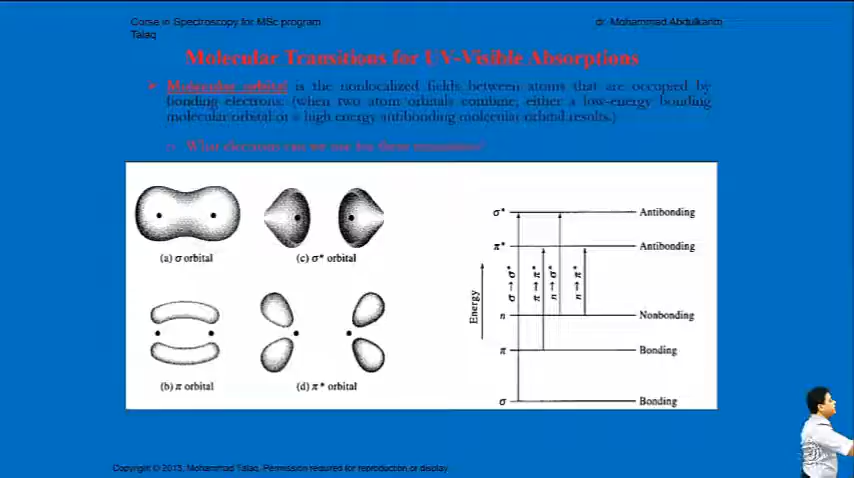 Corse in Spectroscopy for MSc program
Talaq
dr. Mohammad Abdulkarim
Molecular Transitions for UV-Visible Absorptions
Molecular orbital is the nonlocalized fields between atoms that are occupied by
bonding electrons. (when two atom orbitals combine, either a low-energy bonding
molecular orbital or a high energy antibonding molecular orbital results.)
What electrons can we use for these transitions?
(a) σ orbital
(c) σ* orbital
(b) π orbital
(d) π* orbital
Energy
σ* Antibonding
π* Antibonding
σ → σ*
π → π*
n → σ*
n → π*
n Nonbonding
π Bonding
σ Bonding
Copyright © 2013, Mohammad Talaq, Permission requires for reproduction or display